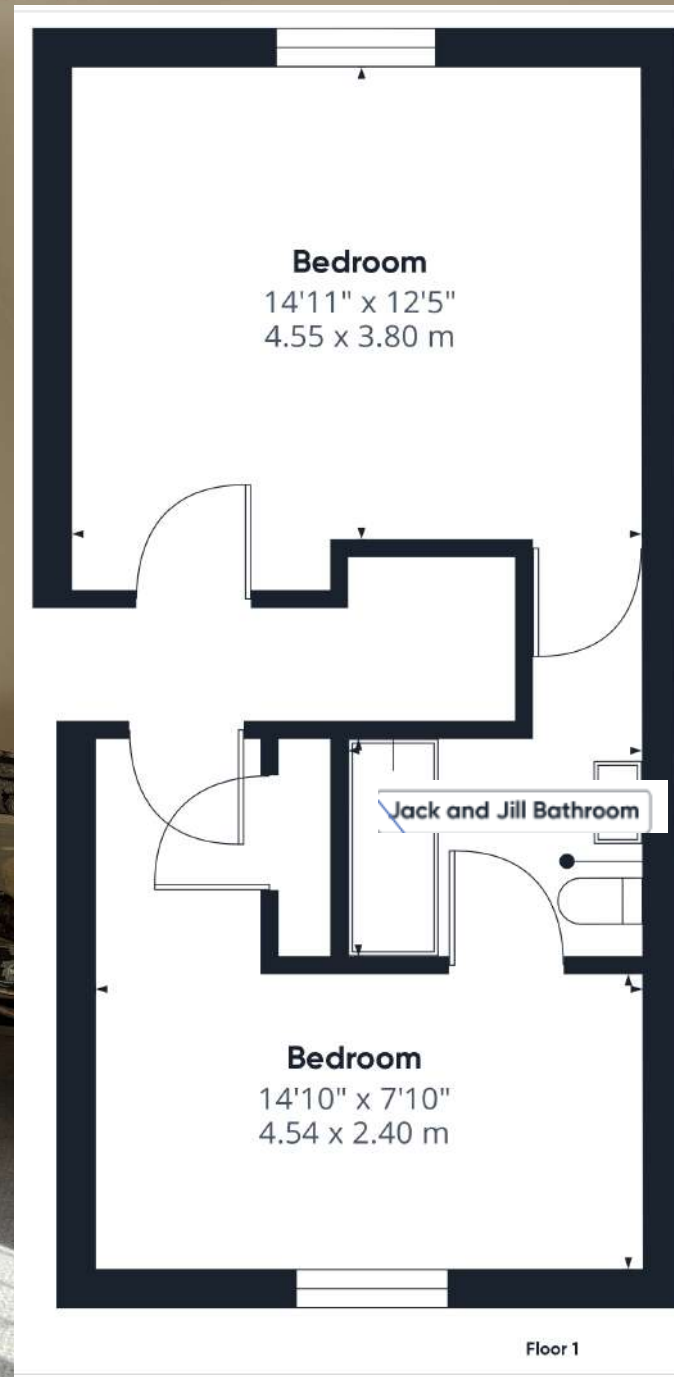 Bedroom
14'11" x 12'5"
4.55 x 3.80 m
Jack and Jill Bathroom
Bedroom
14'10" x 7'10"
4.54 x 2.40 m
Floor 1